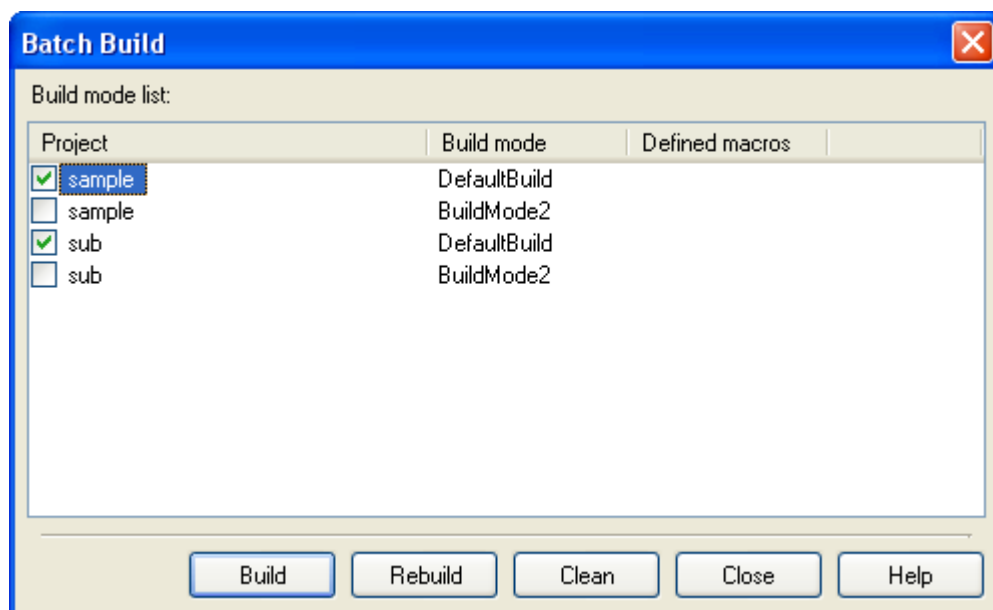 Batch Build
Build mode list:
Project Build mode Defined macros
sample DefaultBuild
sample BuildMode2
sub DefaultBuild
sub BuildMode2
Build Rebuild Clean Close Help